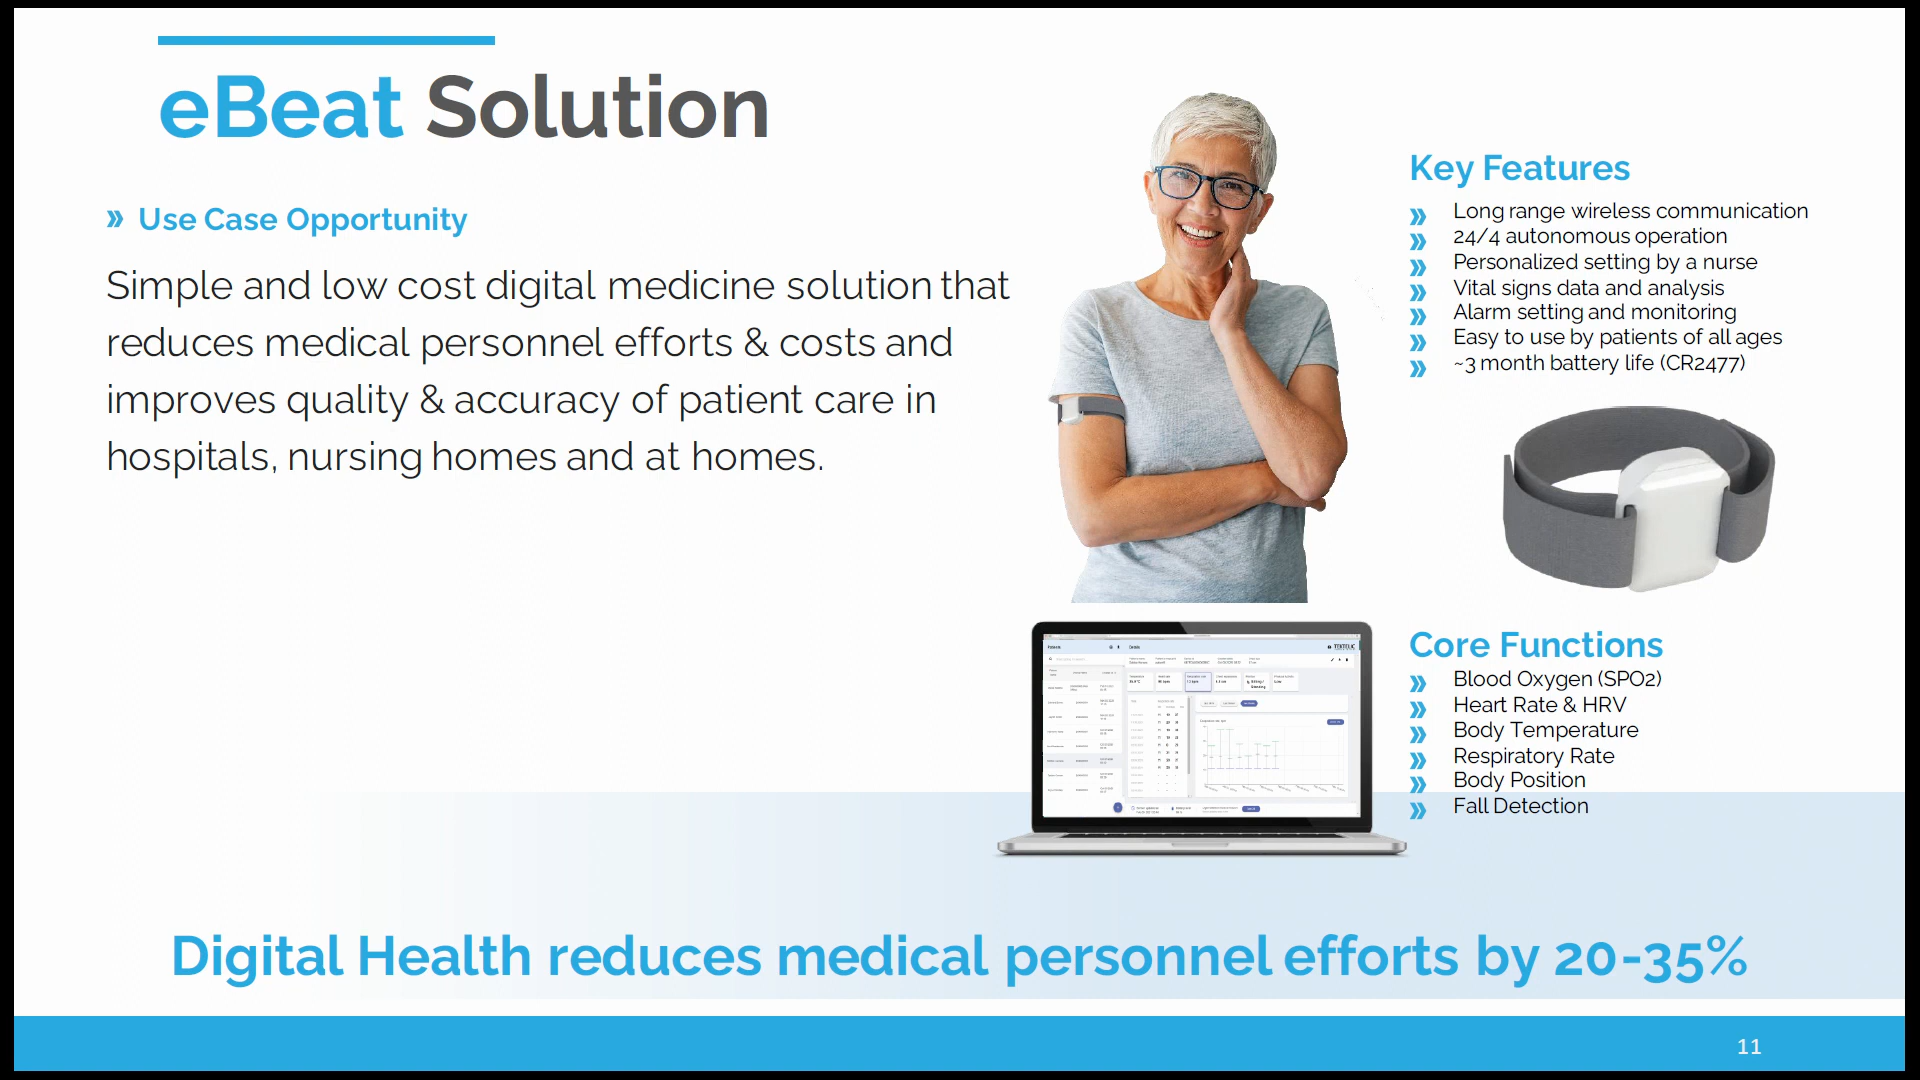 eBeat Solution
Use Case Opportunity
Simple and low cost digital medicine solution that
reduces medical personnel efforts & costs and
improves quality & accuracy of patient care in
hospitals, nursing homes and at homes.
Key Features
Long range wireless communication
24/4 autonomous operation
Personalized setting by a nurse
Vital signs data and analysis
Alarm setting and monitoring
Easy to use by patients of all ages
~3 month battery life (CR2477)
TEKTELIC
Core Functions
Blood Oxygen (SPO2)
Heart Rate & HRV
Body Temperature
Respiratory Rate
Body Position
Fall Detection
Digital Health reduces medical personnel efforts by 20-35%
11